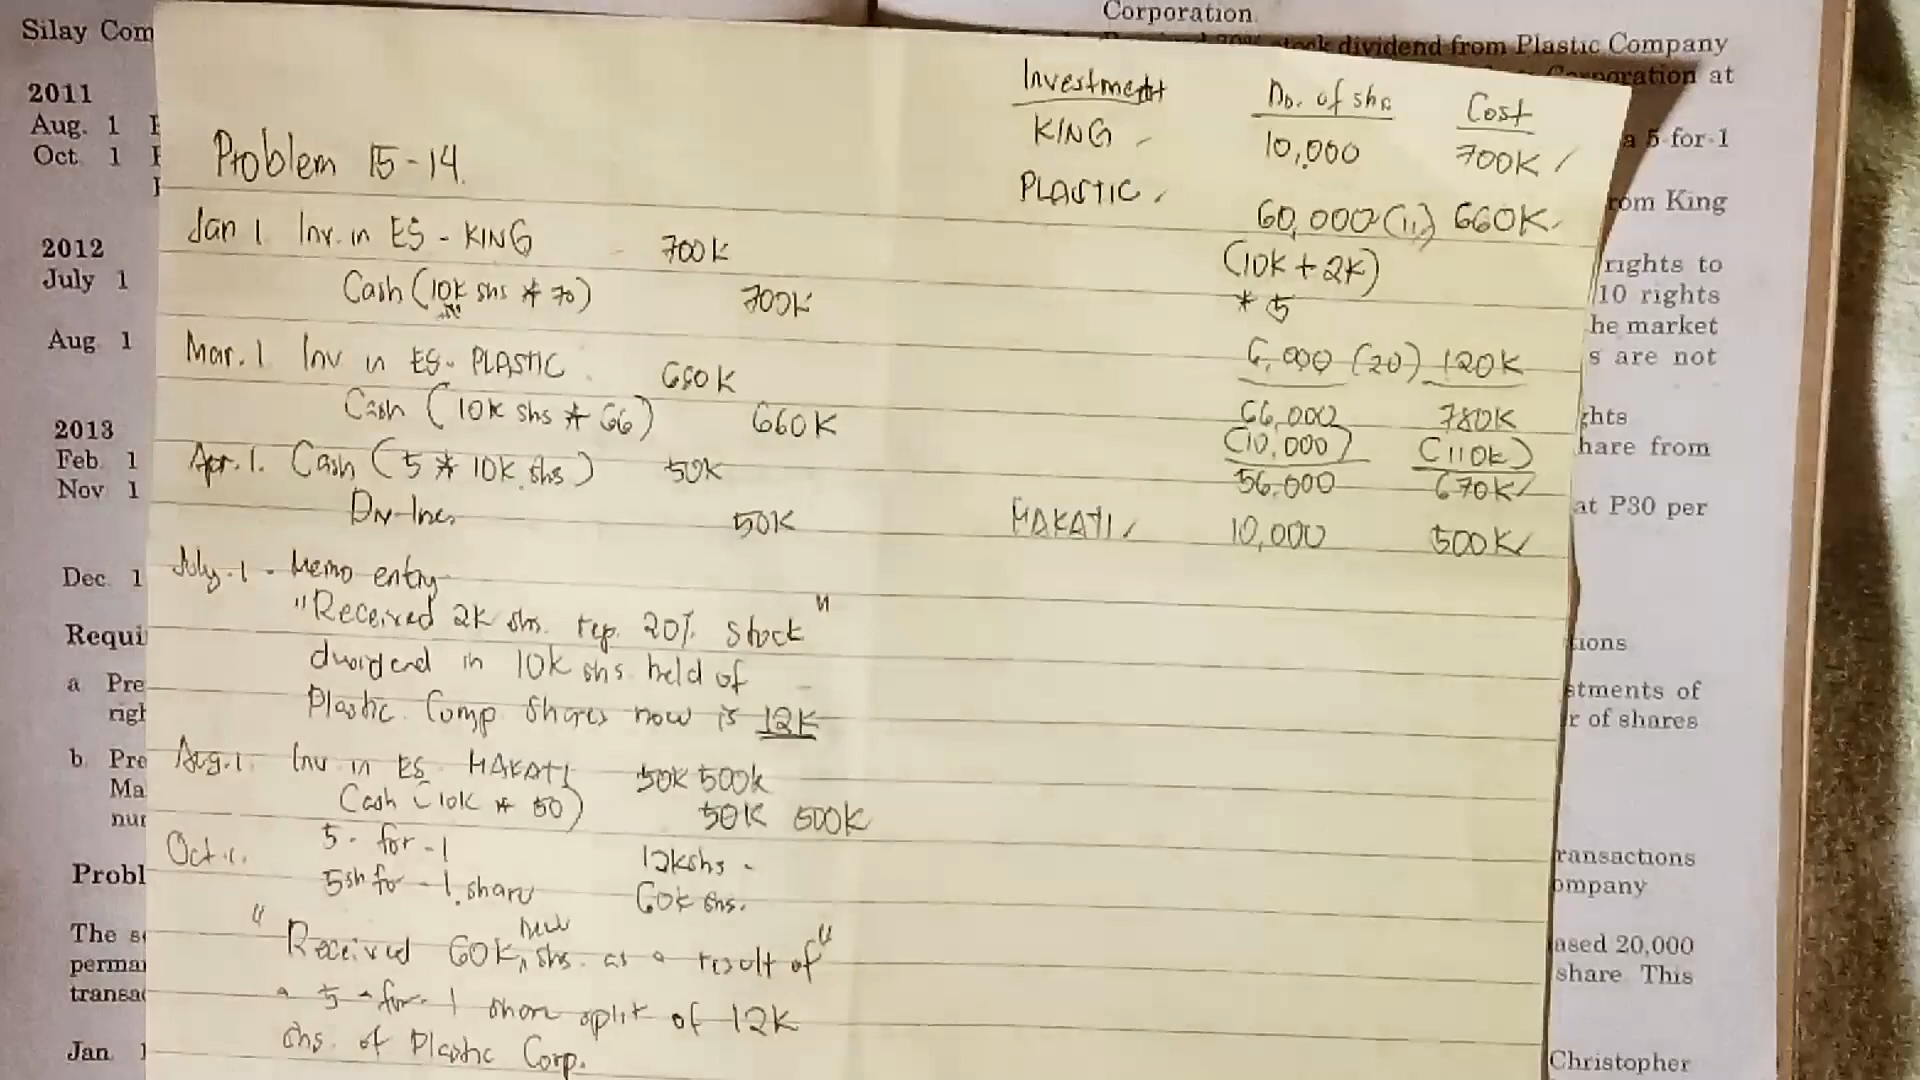 Silay Com
2011
Aug. 1
Oct. 1
2012
July 1
Aug 1
2013
Feb. 1
Nov 1
Dec. 1
Requi
a Pre
righ
b. Pre
Ma
nur
Probl
The s
perma
transa
Jan. 1
Problem 15-14.
Jan 1. Inv. in ES - KING 700K
Cash (10K shs * 70) 700K
Mar. 1 Inv in ES- PLASTIC 660K
Cash (10K shs * 66) 660K
Apr. 1. Cash (5 * 10K shs) 50K
Div-Inc. 50K
July. 1 - Memo entry
"Received 2K shs. rep. 20% stock"
dividend in 10K shs. held of
Plastic. Comp. Shares now is 12K
Aug. 1. Inv in ES MAKATI 50K 500k
Cash (10K * 50) 50K 500K
Oct. 1. 5- for -1 12kshs -
5sh for -1 share 60k shs.
"Received 60K new shs. as a result of"
a 5-for-1 share split of 12K
shs. of Plastic Corp.
Investment No. of shs Cost
KING 10,000 700K /
PLASTIC 60,000 (11) 660K
(10K + 2K)
* 5
6,000 (20) 120K
66,000 780K
(10,000) (110K)
56,000 670K /
MAKATI 10,000 500K /
Corporation.
stock dividend from Plastic Company
Corporation at
a 5-for-1
rom King
rights to
10 rights
he market
s are not
ghts
hare from
at P30 per
tions
stments of
r of shares
ransactions
ompany
ased 20,000
share. This
Christopher